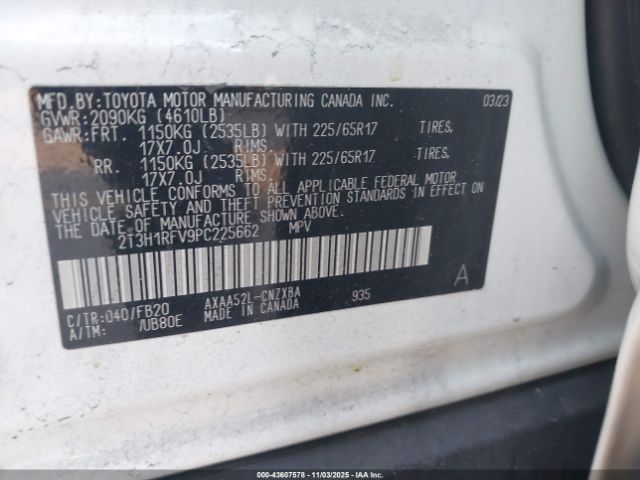 MFD.BY:TOYOTA MOTOR MANUFACTURING CANADA INC. 03/23
GVWR:2090KG (4610LB)
GAWR:FRT. 1150KG (2535LB) WITH 225/65R17 TIRES,
17X7.0J RIMS.
RR. 1150KG (2535LB) WITH 225/65R17 TIRES,
17X7.0J RIMS.
THIS VEHICLE CONFORMS TO ALL APPLICABLE FEDERAL MOTOR
VEHICLE SAFETY AND THEFT PREVENTION STANDARDS IN EFFECT ON
THE DATE OF MANUFACTURE SHOWN ABOVE.
2T3H1RFV9PC225662 MPV
A
C/TR:040/FB20 AXAA52L-CNZXBA 935
A/TM: /UB80E MADE IN CANADA
000-43607578 - 11/03/2025 - IAAI.COM